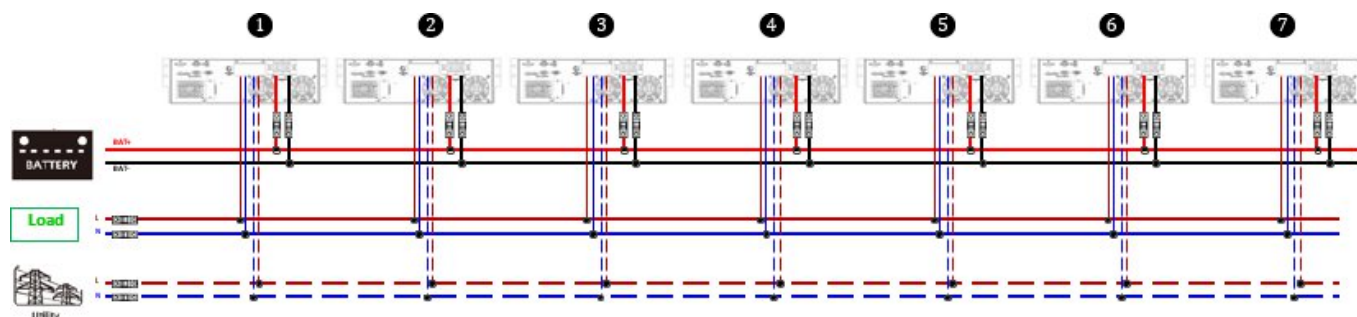 1 2 3 4 5 6 7
BAT+
BATTERY
BAT-
Load
L
N
L
N
Utility